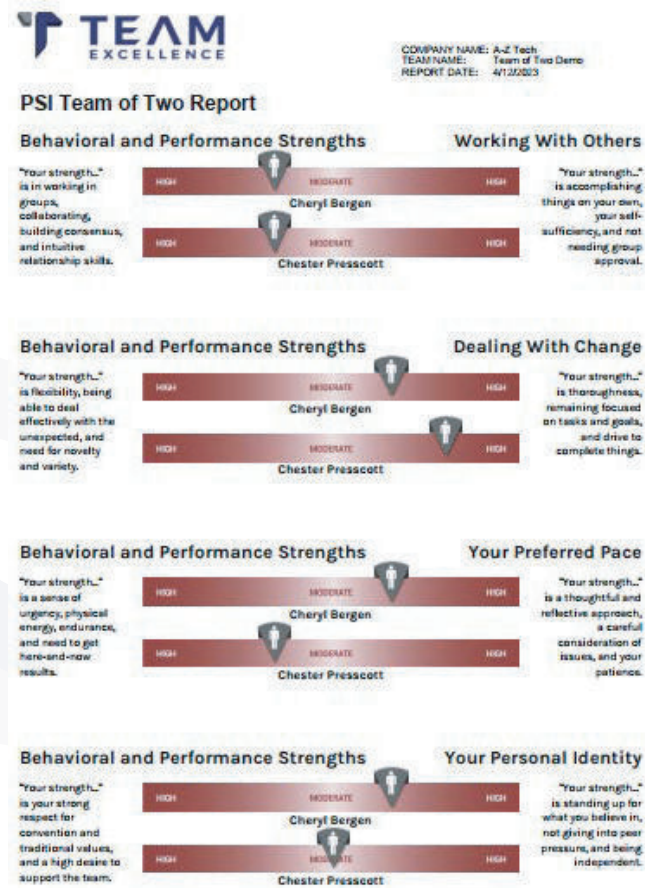 TEAM
EXCELLENCE
COMPANY NAME: A-Z Tech
TEAM NAME: Team of Two Demo
REPORT DATE: 4/12/2023
PSI Team of Two Report
Behavioral and Performance Strengths
Working With Others
"Your strength..."
is in working in
groups,
collaborating,
building consensus,
and intuitive
relationship skills.
HIGH MODERATE HIGH
Cheryl Bergen
HIGH MODERATE HIGH
Chester Presscott
"Your strength..."
is accomplishing
things on your own,
your self-
sufficiency, and not
needing group
approval.
Behavioral and Performance Strengths
Dealing With Change
"Your strength..."
is flexibility, being
able to deal
effectively with the
unexpected, and
need for novelty
and variety.
HIGH MODERATE HIGH
Cheryl Bergen
HIGH MODERATE HIGH
Chester Presscott
"Your strength..."
is thoroughness,
remaining focused
on tasks and goals,
and drive to
complete things.
Behavioral and Performance Strengths
Your Preferred Pace
"Your strength..."
is a sense of
urgency, physical
energy, endurance,
and need to get
here-and-now
results.
HIGH MODERATE HIGH
Cheryl Bergen
HIGH MODERATE HIGH
Chester Presscott
"Your strength..."
is a thoughtful and
reflective approach,
a careful
consideration of
issues, and your
patience.
Behavioral and Performance Strengths
Your Personal Identity
"Your strength..."
is your strong
respect for
convention and
traditional values,
and a high desire to
support the team.
HIGH MODERATE HIGH
Cheryl Bergen
HIGH MODERATE HIGH
Chester Presscott
"Your strength..."
is standing up for
what you believe in,
not giving into peer
pressure, and being
independent.